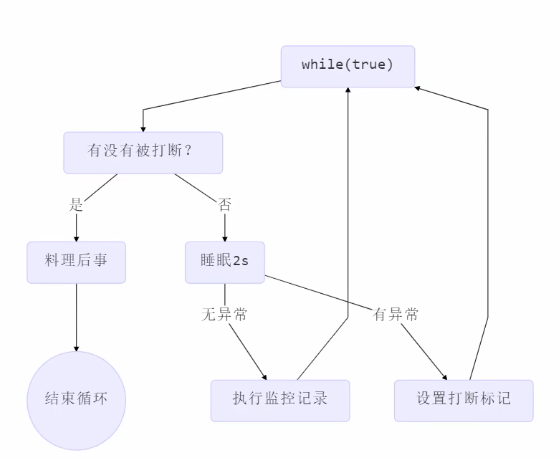 while(true)
有没有被打断?
是
否
料理后事
睡眠2s
无异常
有异常
结束循环
执行监控记录
设置打断标记